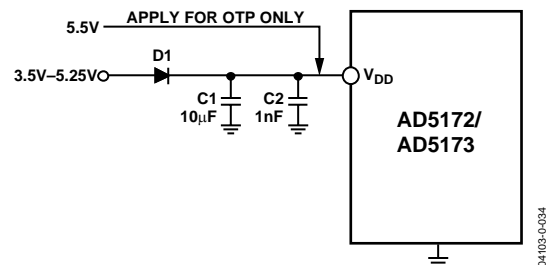 APPLY FOR OTP ONLY
5.5V
D1
3.5V–5.25V
VDD
C1
10μF
C2
1nF
AD5172/
AD5173
04103-0-034